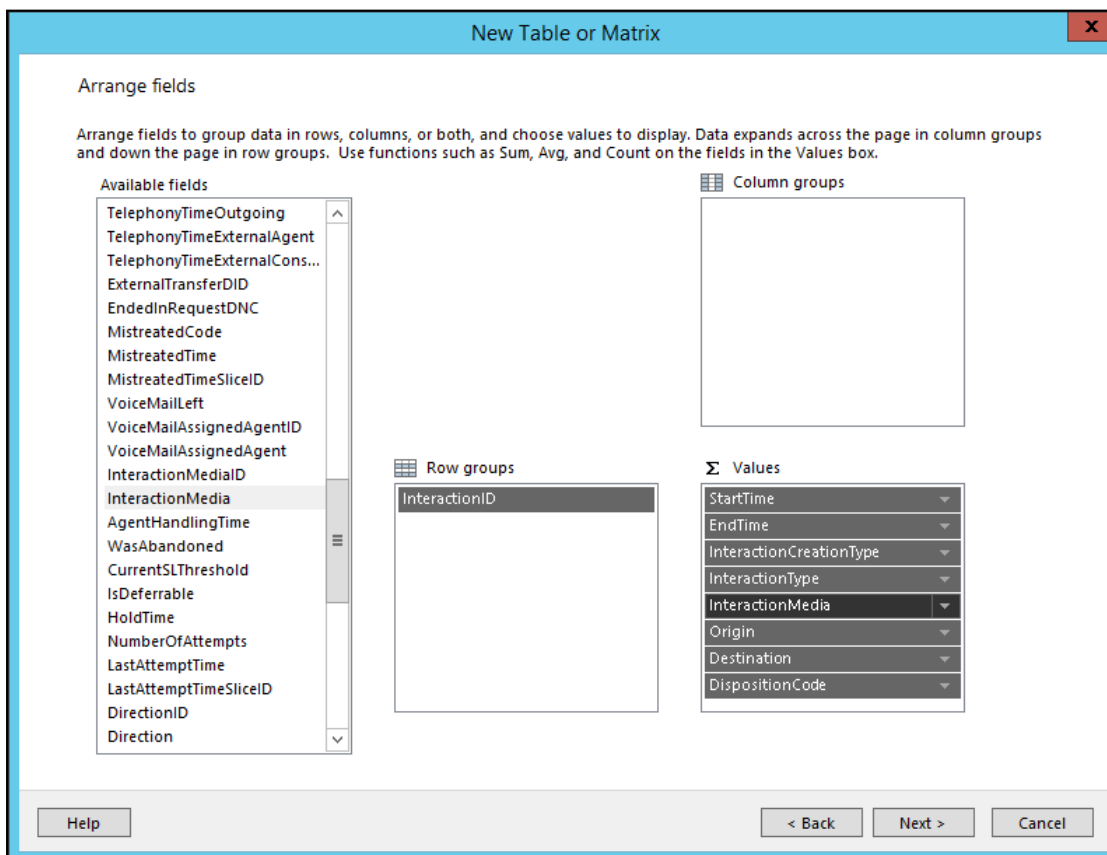 New Table or Matrix
x
Arrange fields
Arrange fields to group data in rows, columns, or both, and choose values to display. Data expands across the page in column groups
and down the page in row groups. Use functions such as Sum, Avg, and Count on the fields in the Values box.
Available fields
TelephonyTimeOutgoing
TelephonyTimeExternalAgent
TelephonyTimeExternalCons...
ExternalTransferDID
EndedInRequestDNC
MistreatedCode
MistreatedTime
MistreatedTimeSliceID
VoiceMailLeft
VoiceMailAssignedAgentID
VoiceMailAssignedAgent
InteractionMediaID
InteractionMedia
AgentHandlingTime
WasAbandoned
CurrentSLThreshold
IsDeferrable
HoldTime
NumberOfAttempts
LastAttemptTime
LastAttemptTimeSliceID
DirectionID
Direction
Column groups
Row groups
InteractionID
Σ Values
StartTime
EndTime
InteractionCreationType
InteractionType
InteractionMedia
Origin
Destination
DispositionCode
Help
< Back
Next >
Cancel